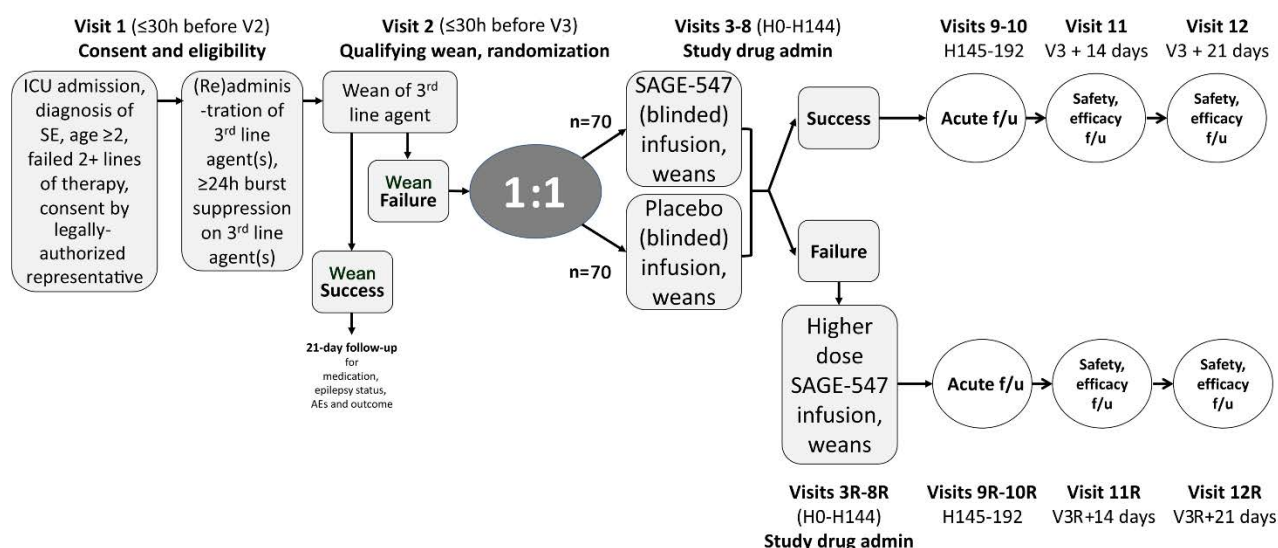 Visit 1 (≤30h before V2)
Consent and eligibility
ICU admission,
diagnosis of
SE, age ≥2,
failed 2+ lines
of therapy,
consent by
legally-
authorized
representative
(Re)adminis
-tration of
3rd line
agent(s),
≥24h burst
suppression
on 3rd line
agent(s)
Visit 2 (≤30h before V3)
Qualifying wean, randomization
Wean of 3rd
line agent
Wean
Failure
Wean
Success
21-day follow-up
for
medication,
epilepsy status,
AEs and outcome
1:1
n=70
n=70
Visits 3-8 (H0-H144)
Study drug admin
SAGE-547
(blinded)
infusion,
weans
Placebo
(blinded)
infusion,
weans
Success
Failure
Higher
dose
SAGE-547
infusion,
weans
Visits 3R-8R
(H0-H144)
Study drug admin
Visits 9-10
H145-192
Acute f/u
Visit 11
V3 + 14 days
Safety,
efficacy
f/u
Visit 12
V3 + 21 days
Safety,
efficacy
f/u
Acute f/u
Visits 9R-10R
H145-192
Safety,
efficacy
f/u
Visit 11R
V3R+14 days
Safety,
efficacy
f/u
Visit 12R
V3R+21 days